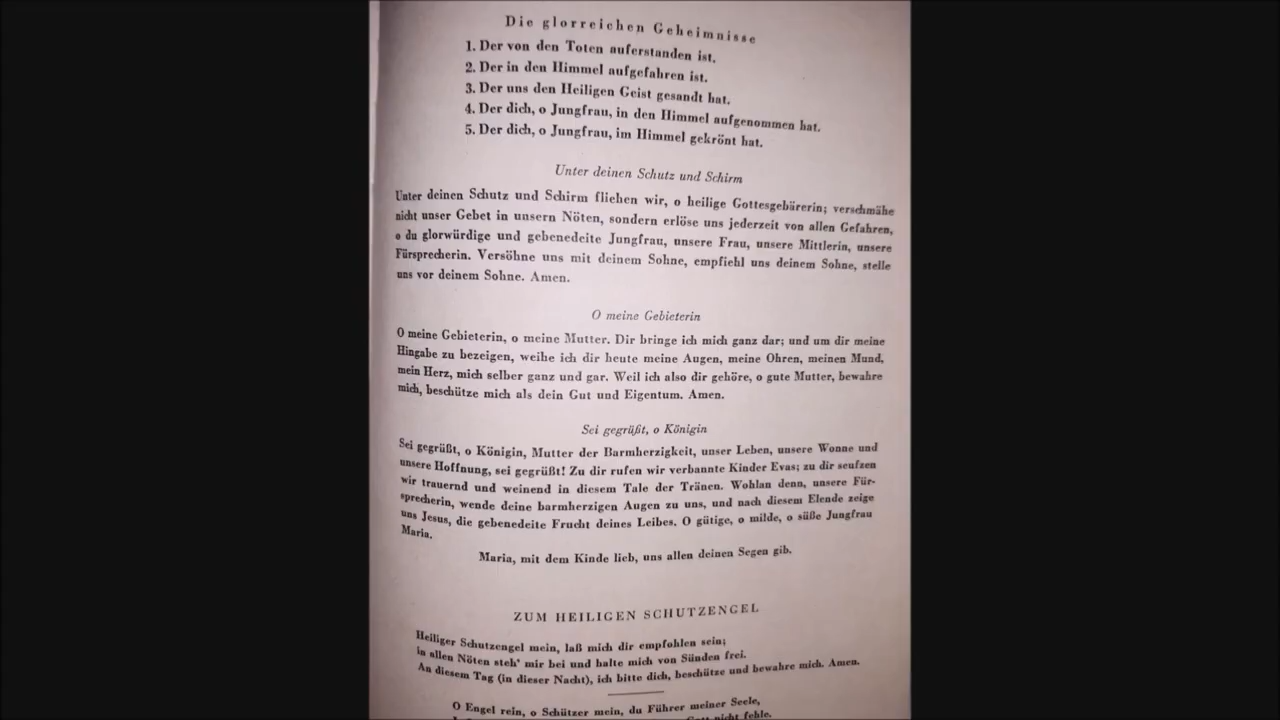 Die glorreichen Geheimnisse
1. Der von den Toten auferstanden ist.
2. Der in den Himmel aufgefahren ist.
3. Der uns den Heiligen Geist gesandt hat.
4. Der dich, o Jungfrau, in den Himmel aufgenommen hat.
5. Der dich, o Jungfrau, im Himmel gekrönt hat.
Unter deinen Schutz und Schirm
Unter deinen Schutz und Schirm fliehen wir, o heilige Gottesgebärerin; verschmähe
nicht unser Gebet in unsern Nöten, sondern erlöse uns jederzeit von allen Gefahren,
o du glorwürdige und gebenedeite Jungfrau, unsere Frau, unsere Mittlerin, unsere
Fürsprecherin. Versöhne uns mit deinem Sohne, empfiehl uns deinem Sohne, stelle
uns vor deinem Sohne. Amen.
O meine Gebieterin
O meine Gebieterin, o meine Mutter. Dir bringe ich mich ganz dar; und um dir meine
Hingabe zu bezeigen, weihe ich dir heute meine Augen, meine Ohren, meinen Mund,
mein Herz, mich selber ganz und gar. Weil ich also dir gehöre, o gute Mutter, bewahre
mich, beschütze mich als dein Gut und Eigentum. Amen.
Sei gegrüßt, o Königin
Sei gegrüßt, o Königin, Mutter der Barmherzigkeit, unser Leben, unsere Wonne und
unsere Hoffnung, sei gegrüßt! Zu dir rufen wir verbannte Kinder Evas; zu dir seufzen
wir trauernd und weinend in diesem Tale der Tränen. Wohlan denn, unsere Für-
sprecherin, wende deine barmherzigen Augen zu uns, und nach diesem Elende zeige
uns Jesus, die gebenedeite Frucht deines Leibes. O gütige, o milde, o süße Jungfrau
Maria.
Maria, mit dem Kinde lieb, uns allen deinen Segen gib.
ZUM HEILIGEN SCHUTZENGEL
Heiliger Schutzengel mein, laß mich dir empfohlen sein;
in allen Nöten steh' mir bei und halte mich von Sünden frei.
An diesem Tag (in dieser Nacht), ich bitte dich, beschütze und bewahre mich. Amen.
O Engel rein, o Schützer mein, du Führer meiner Seele,
Gott nicht fehle.